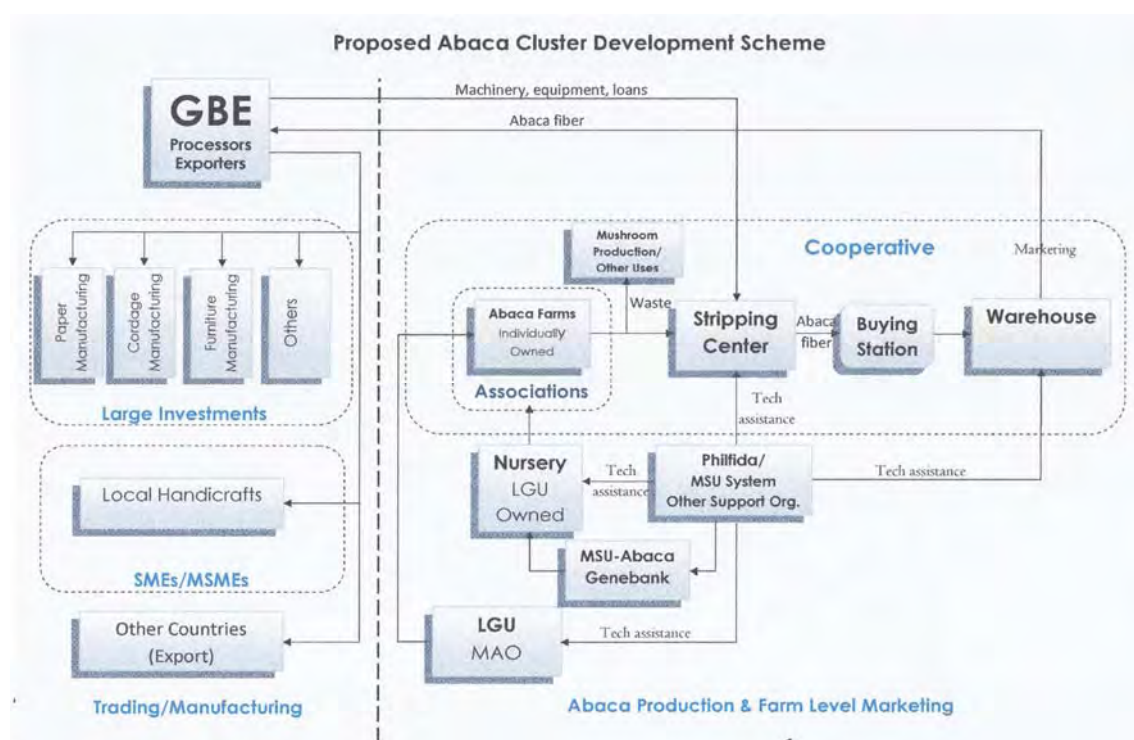 Proposed Abaca Cluster Development Scheme
GBE
Processors
Exporters
Machinery, equipment, loans
Abaca fiber
Mushroom
Production/
Other Uses
Cooperative
Marketing
Paper
Manufacturing
Cordage
Manufacturing
Furniture
Manufacturing
Others
Large Investments
Abaca Farms
Individually
Owned
Associations
Waste
Stripping
Center
Abaca
fiber
Buying
Station
Warehouse
Tech
assistance
Nursery
LGU
Owned
Tech
assistance
Philfida/
MSU System
Other Support Org.
Tech assistance
Local Handicrafts
SMEs/MSMEs
MSU-Abaca
Genebank
Other Countries
(Export)
LGU
MAO
Tech assistance
Trading/Manufacturing
Abaca Production & Farm Level Marketing